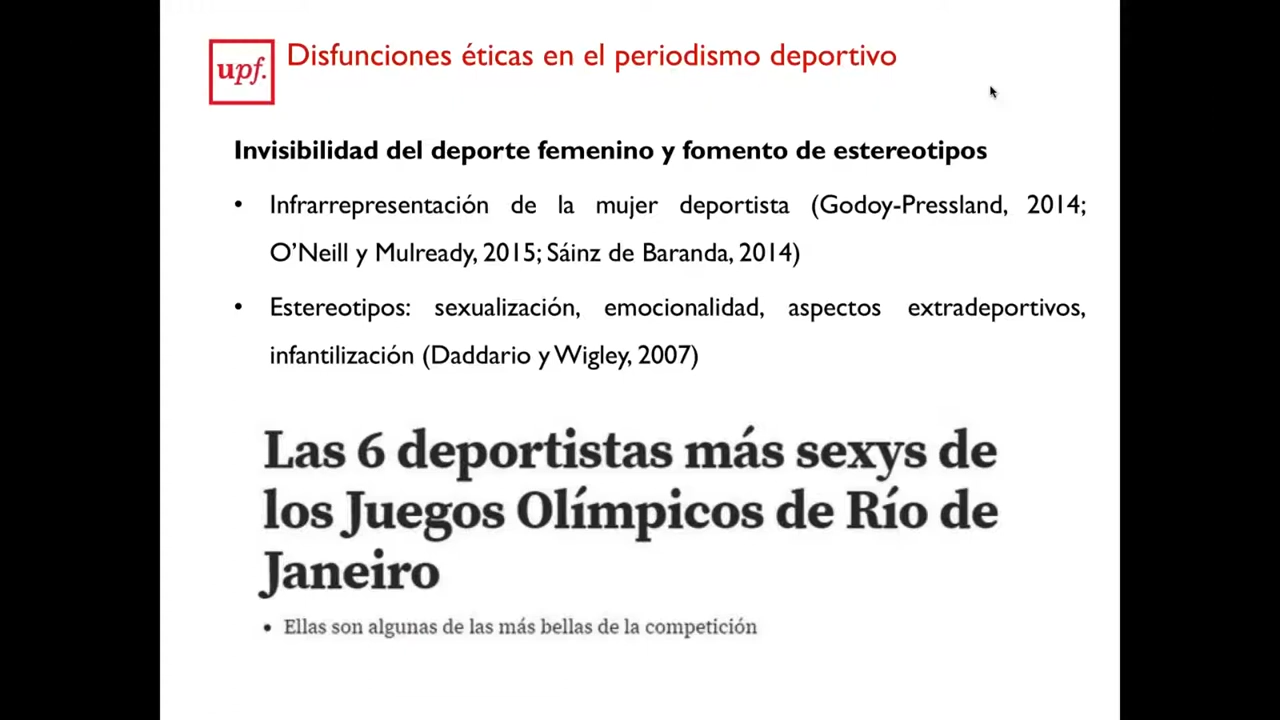 upf.
Disfunciones éticas en el periodismo deportivo
Invisibilidad del deporte femenino y fomento de estereotipos
• Infrarrepresentación de la mujer deportista (Godoy-Pressland, 2014;
O’Neill y Mulready, 2015; Sáinz de Baranda, 2014)
• Estereotipos: sexualización, emocionalidad, aspectos extradeportivos,
infantilización (Daddario y Wigley, 2007)
Las 6 deportistas más sexys de
los Juegos Olímpicos de Río de
Janeiro
• Ellas son algunas de las más bellas de la competición